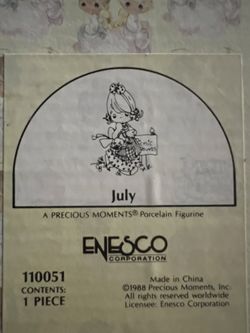 July
A PRECIOUS MOMENTS® Porcelain Figurine
ENESCO
CORPORATION
110051
CONTENTS:
1 PIECE
Made in China
©1988 Precious Moments, Inc.
All rights reserved worldwide
Licensee: Enesco Corporation